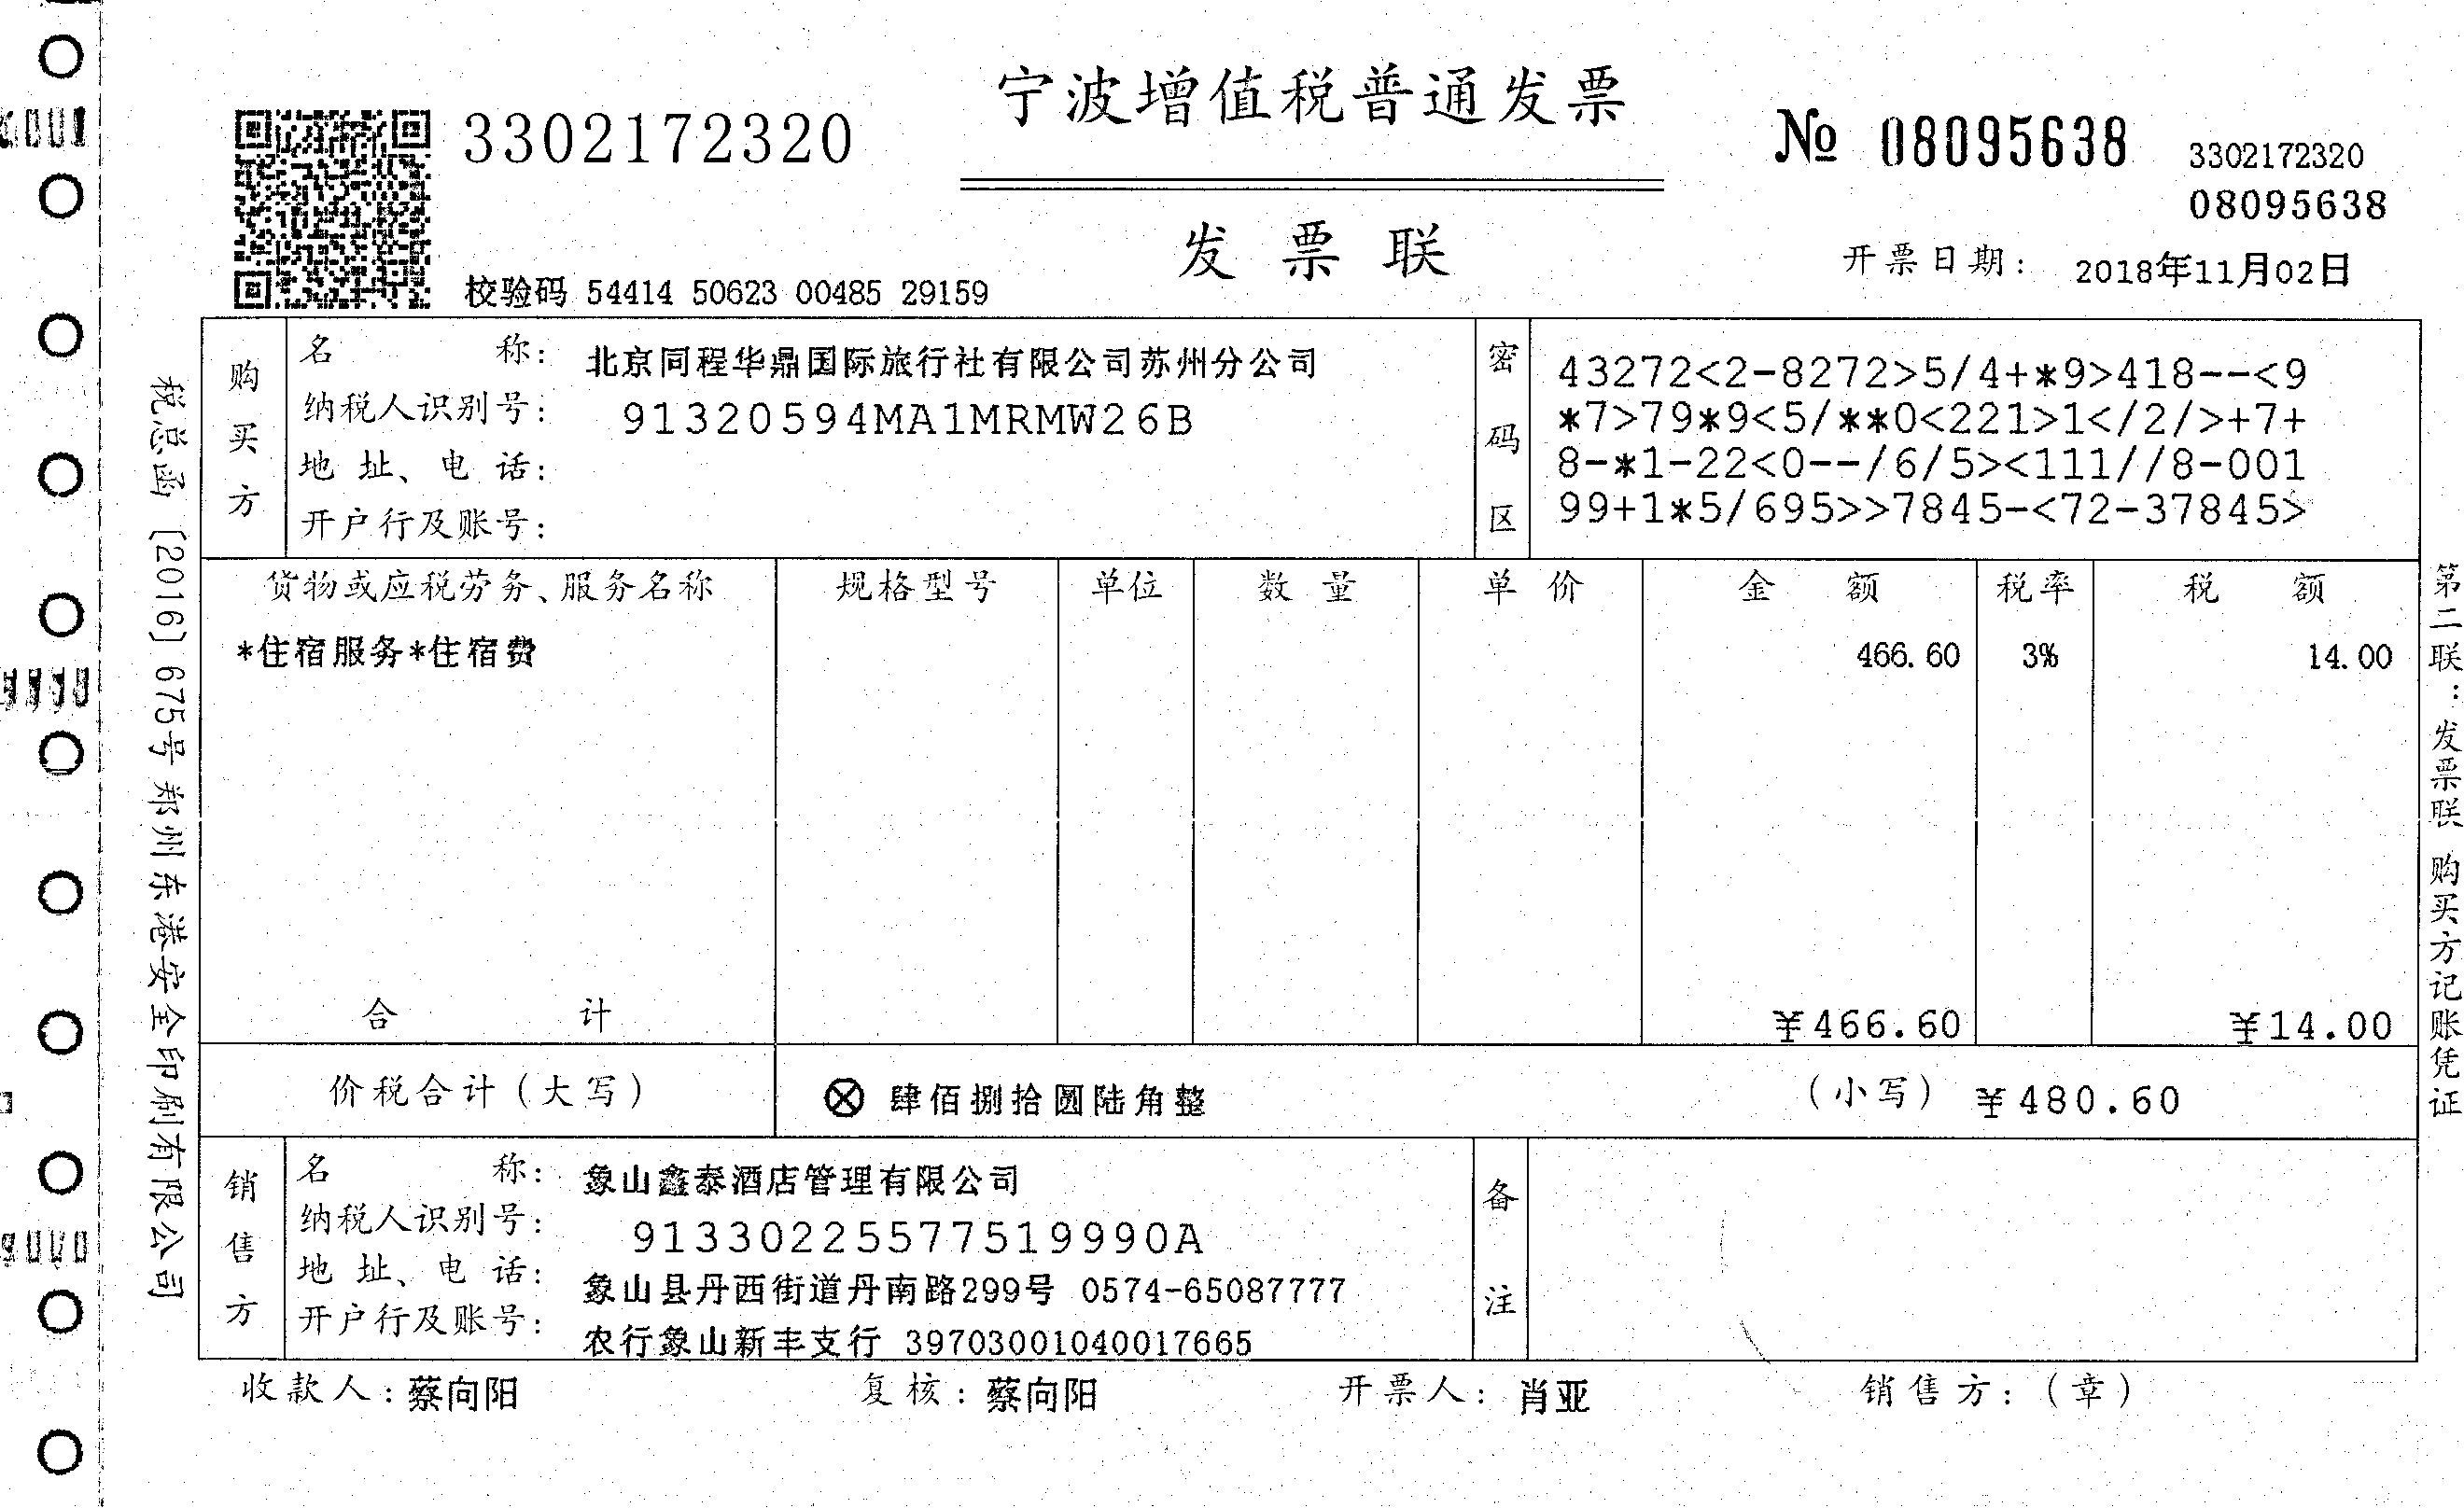 宁波增值税普通发票
3302172320
№ 08095638
3302172320
08095638
发票联
开票日期: 2018年11月02日
校验码 54414 50623 00485 29159
税总函〔2016〕675号 郑州东港安全印刷有限公司
购买方
名称: 北京同程华鼎国际旅行社有限公司苏州分公司
纳税人识别号: 91320594MA1MRMW26B
地址、电话:
开户行及账号:
密码区
43272<2-8272>5/4+*9>418--<9
*7>79*9<5/**0<221>1</2/>+7+
8-*1-22<0--/6/5><111//8-001
99+1*5/695>>7845-<72-37845>
货物或应税劳务、服务名称 规格型号 单位 数量 单价 金额 税率 税额
*住宿服务*住宿费 466.60 3% 14.00
合计 ¥466.60 ¥14.00
价税合计(大写) ⊗ 肆佰捌拾圆陆角整 (小写) ¥480.60
销售方
名称: 象山鑫泰酒店管理有限公司
纳税人识别号: 91330225577519990A
地址、电话: 象山县丹西街道丹南路299号 0574-65087777
开户行及账号: 农行象山新丰支行 39703001040017665
备注
收款人: 蔡向阳 复核: 蔡向阳 开票人: 肖亚 销售方: (章)
第二联: 发票联 购买方记账凭证